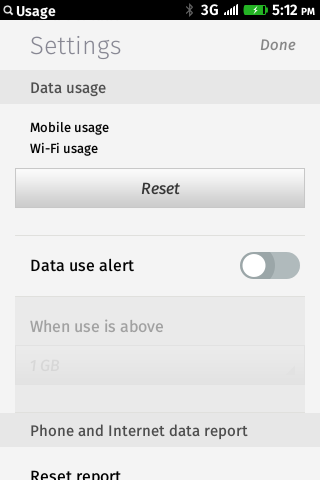 Usage 3G 5:12 PM
Settings Done
Data usage
Mobile usage
Wi-Fi usage
Reset
Data use alert
When use is above
1 GB
Phone and Internet data report
Reset report